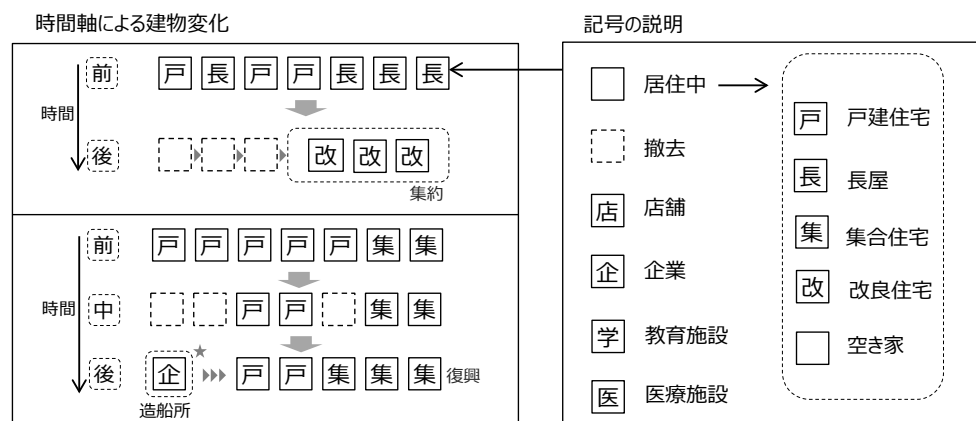 時間軸による建物変化
前 戸 長 戸 戸 長 長 長
時間
後 改 改 改
集約
前 戸 戸 戸 戸 戸 集 集
時間
中 戸 戸 集 集
★
後 企 戸 戸 集 集 集 復興
造船所
記号の説明
居住中
撤去
店 店舗
企 企業
学 教育施設
医 医療施設
戸 戸建住宅
長 長屋
集 集合住宅
改 改良住宅
空き家